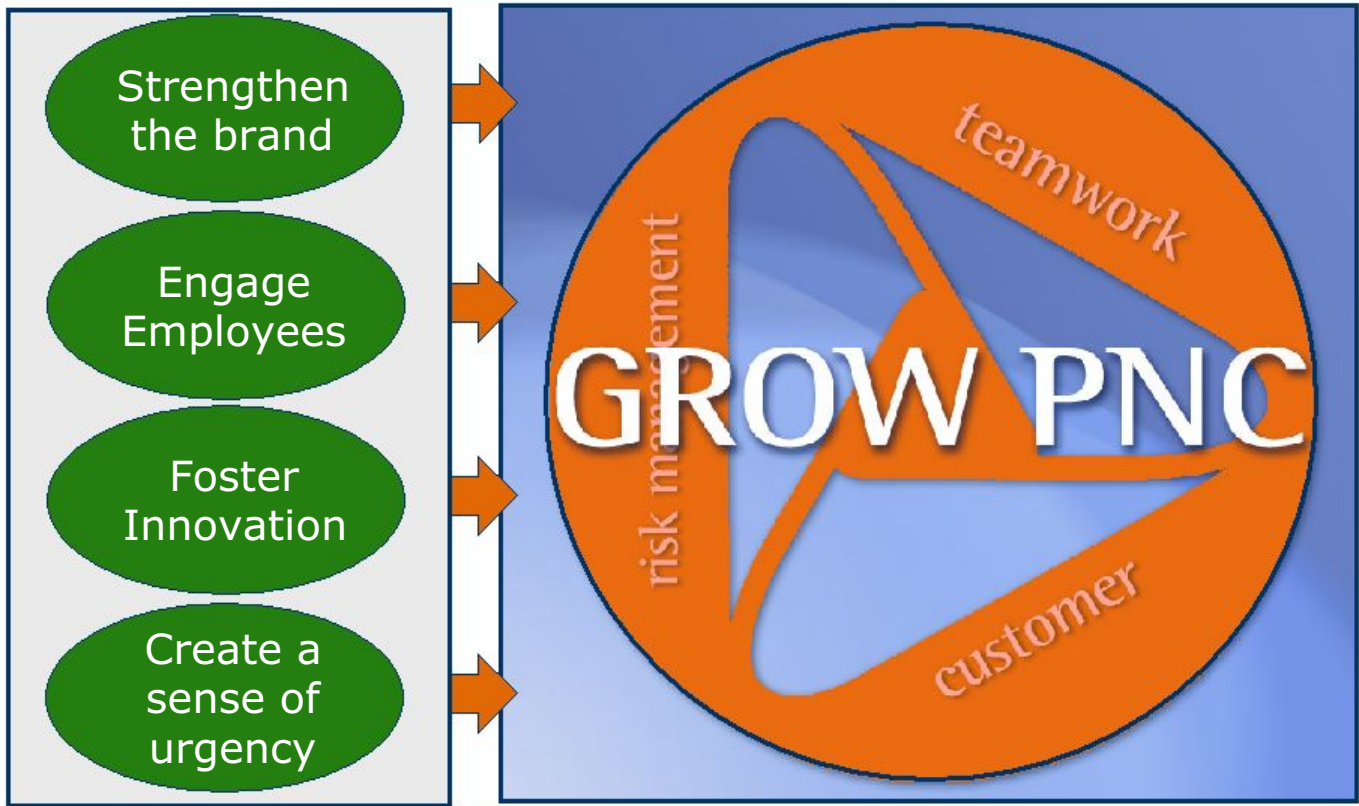 Strengthen
the brand
Engage
Employees
Foster
Innovation
Create a
sense of
urgency
teamwork
risk management
GROW PNC
customer